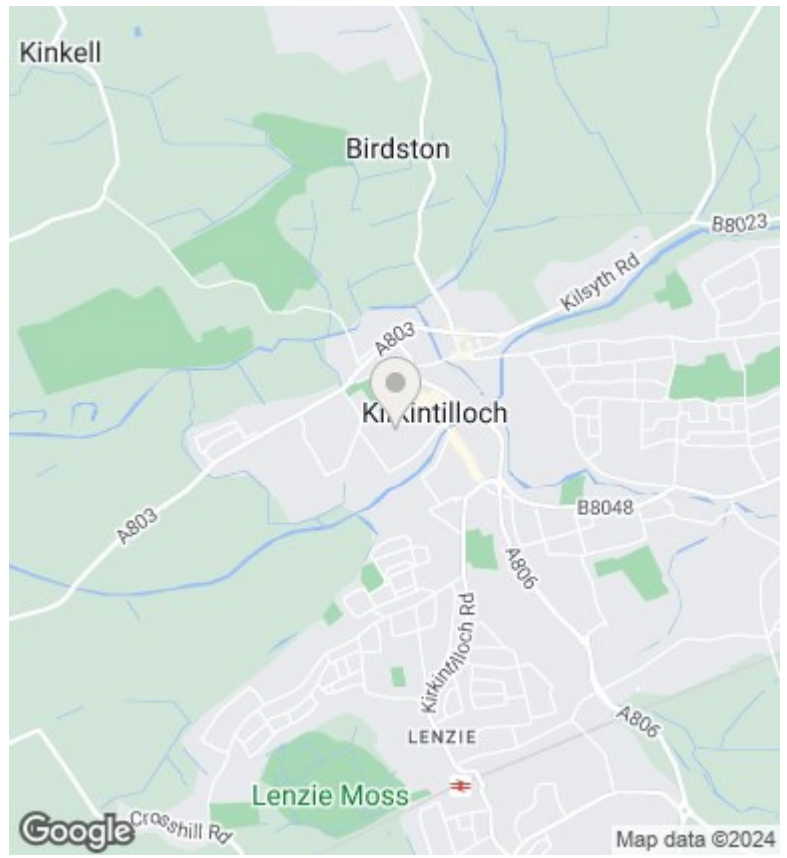 Kinkell
Birdston
B8023
Kilsyth Rd
A803
Kirkintilloch
A803
B8048
A806
Kirkintilloch Rd
A806
LENZIE
Lenzie Moss
Crosshill Rd
Google
Map data ©2024